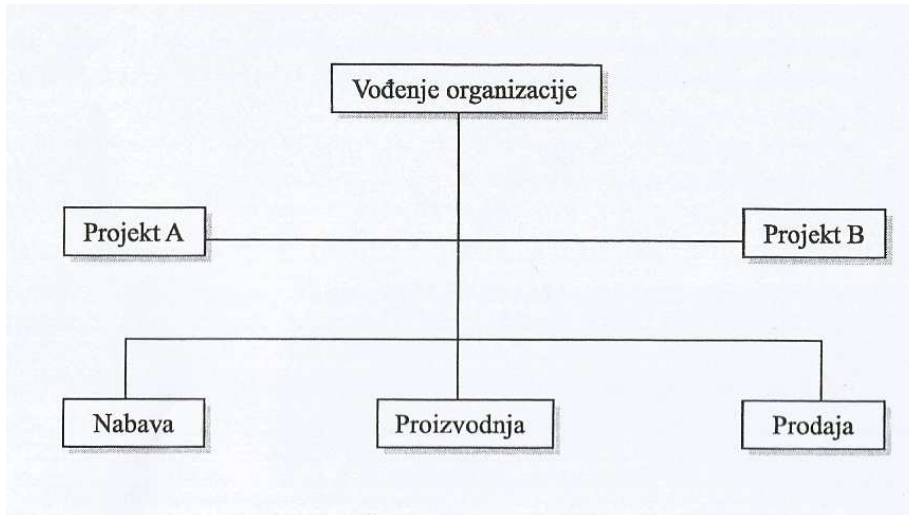 Vođenje organizacije
Projekt A
Projekt B
Nabava
Proizvodnja
Prodaja